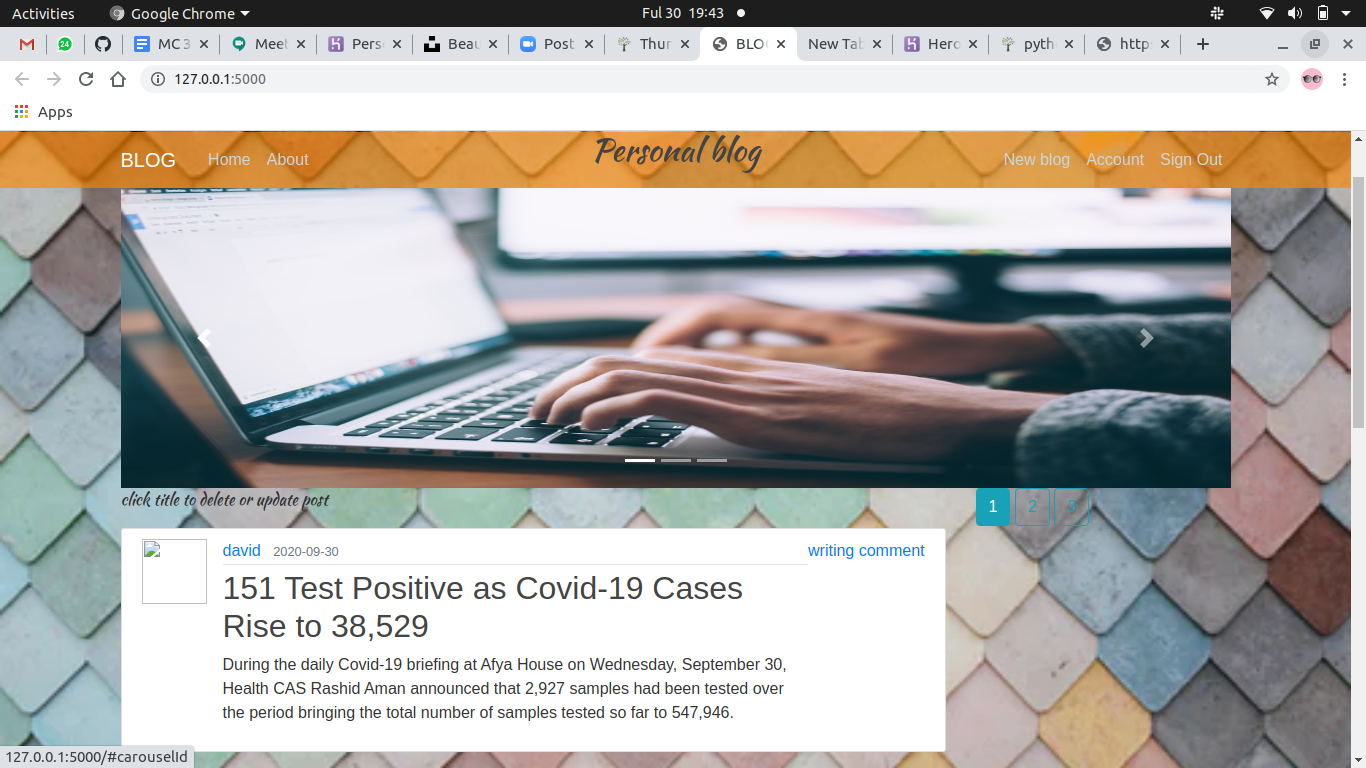 Activities
Google Chrome
Ful 30 19:43
24
MC 3
Meet
Pers
Beau
Post
Thur
BLOG
New Tab
Hero
pyth
http
127.0.0.1:5000
Apps
BLOG
Home
About
Personal blog
New blog
Account
Sign Out
click title to delete or update post
1
2
3
david
2020-09-30
writing comment
151 Test Positive as Covid-19 Cases
Rise to 38,529
During the daily Covid-19 briefing at Afya House on Wednesday, September 30,
Health CAS Rashid Aman announced that 2,927 samples had been tested over
the period bringing the total number of samples tested so far to 547,946.
127.0.0.1:5000/#carouselId